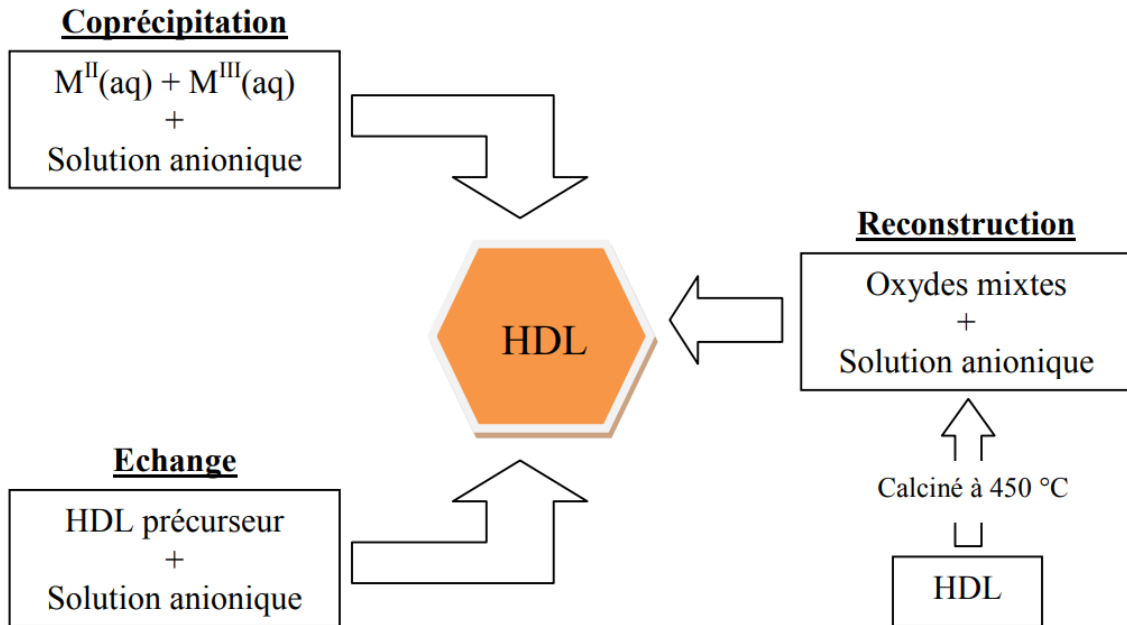 Coprécipitation
M^II(aq) + M^III(aq)
+
Solution anionique
HDL
Reconstruction
Oxydes mixtes
+
Solution anionique
Calciné à 450 °C
HDL
Echange
HDL précurseur
+
Solution anionique